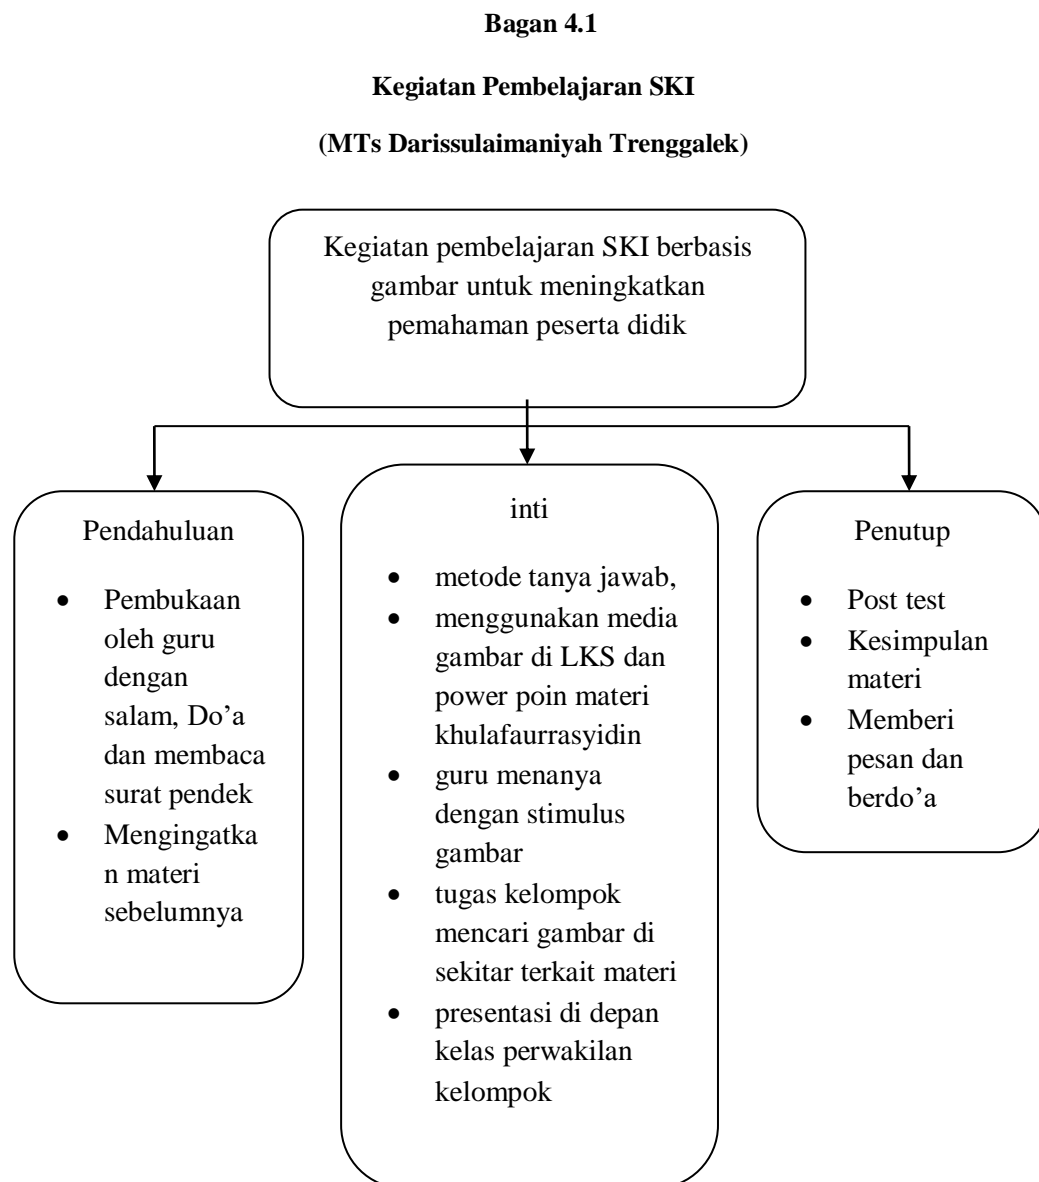 Bagan 4.1
Kegiatan Pembelajaran SKI
(MTs Darissulaimaniyah Trenggalek)
Kegiatan pembelajaran SKI berbasis
gambar untuk meningkatkan
pemahaman peserta didik
Pendahuluan
• Pembukaan
oleh guru
dengan
salam, Do’a
dan membaca
surat pendek
• Mengingatka
n materi
sebelumnya
inti
• metode tanya jawab,
• menggunakan media
gambar di LKS dan
power poin materi
khulafaurrasyidin
• guru menanya
dengan stimulus
gambar
• tugas kelompok
mencari gambar di
sekitar terkait materi
• presentasi di depan
kelas perwakilan
kelompok
Penutup
• Post test
• Kesimpulan
materi
• Memberi
pesan dan
berdo’a